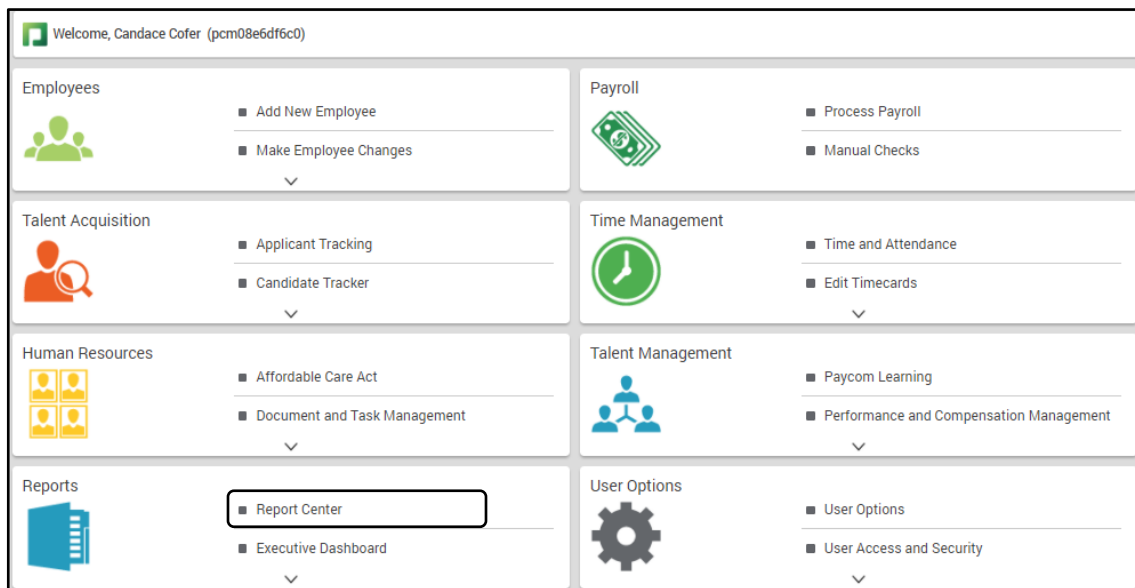 Welcome, Candace Cofer (pcm08e6df6c0)
Employees
Add New Employee
Make Employee Changes
Payroll
Process Payroll
Manual Checks
Talent Acquisition
Applicant Tracking
Candidate Tracker
Time Management
Time and Attendance
Edit Timecards
Human Resources
Affordable Care Act
Document and Task Management
Talent Management
Paycom Learning
Performance and Compensation Management
Reports
Report Center
Executive Dashboard
User Options
User Options
User Access and Security